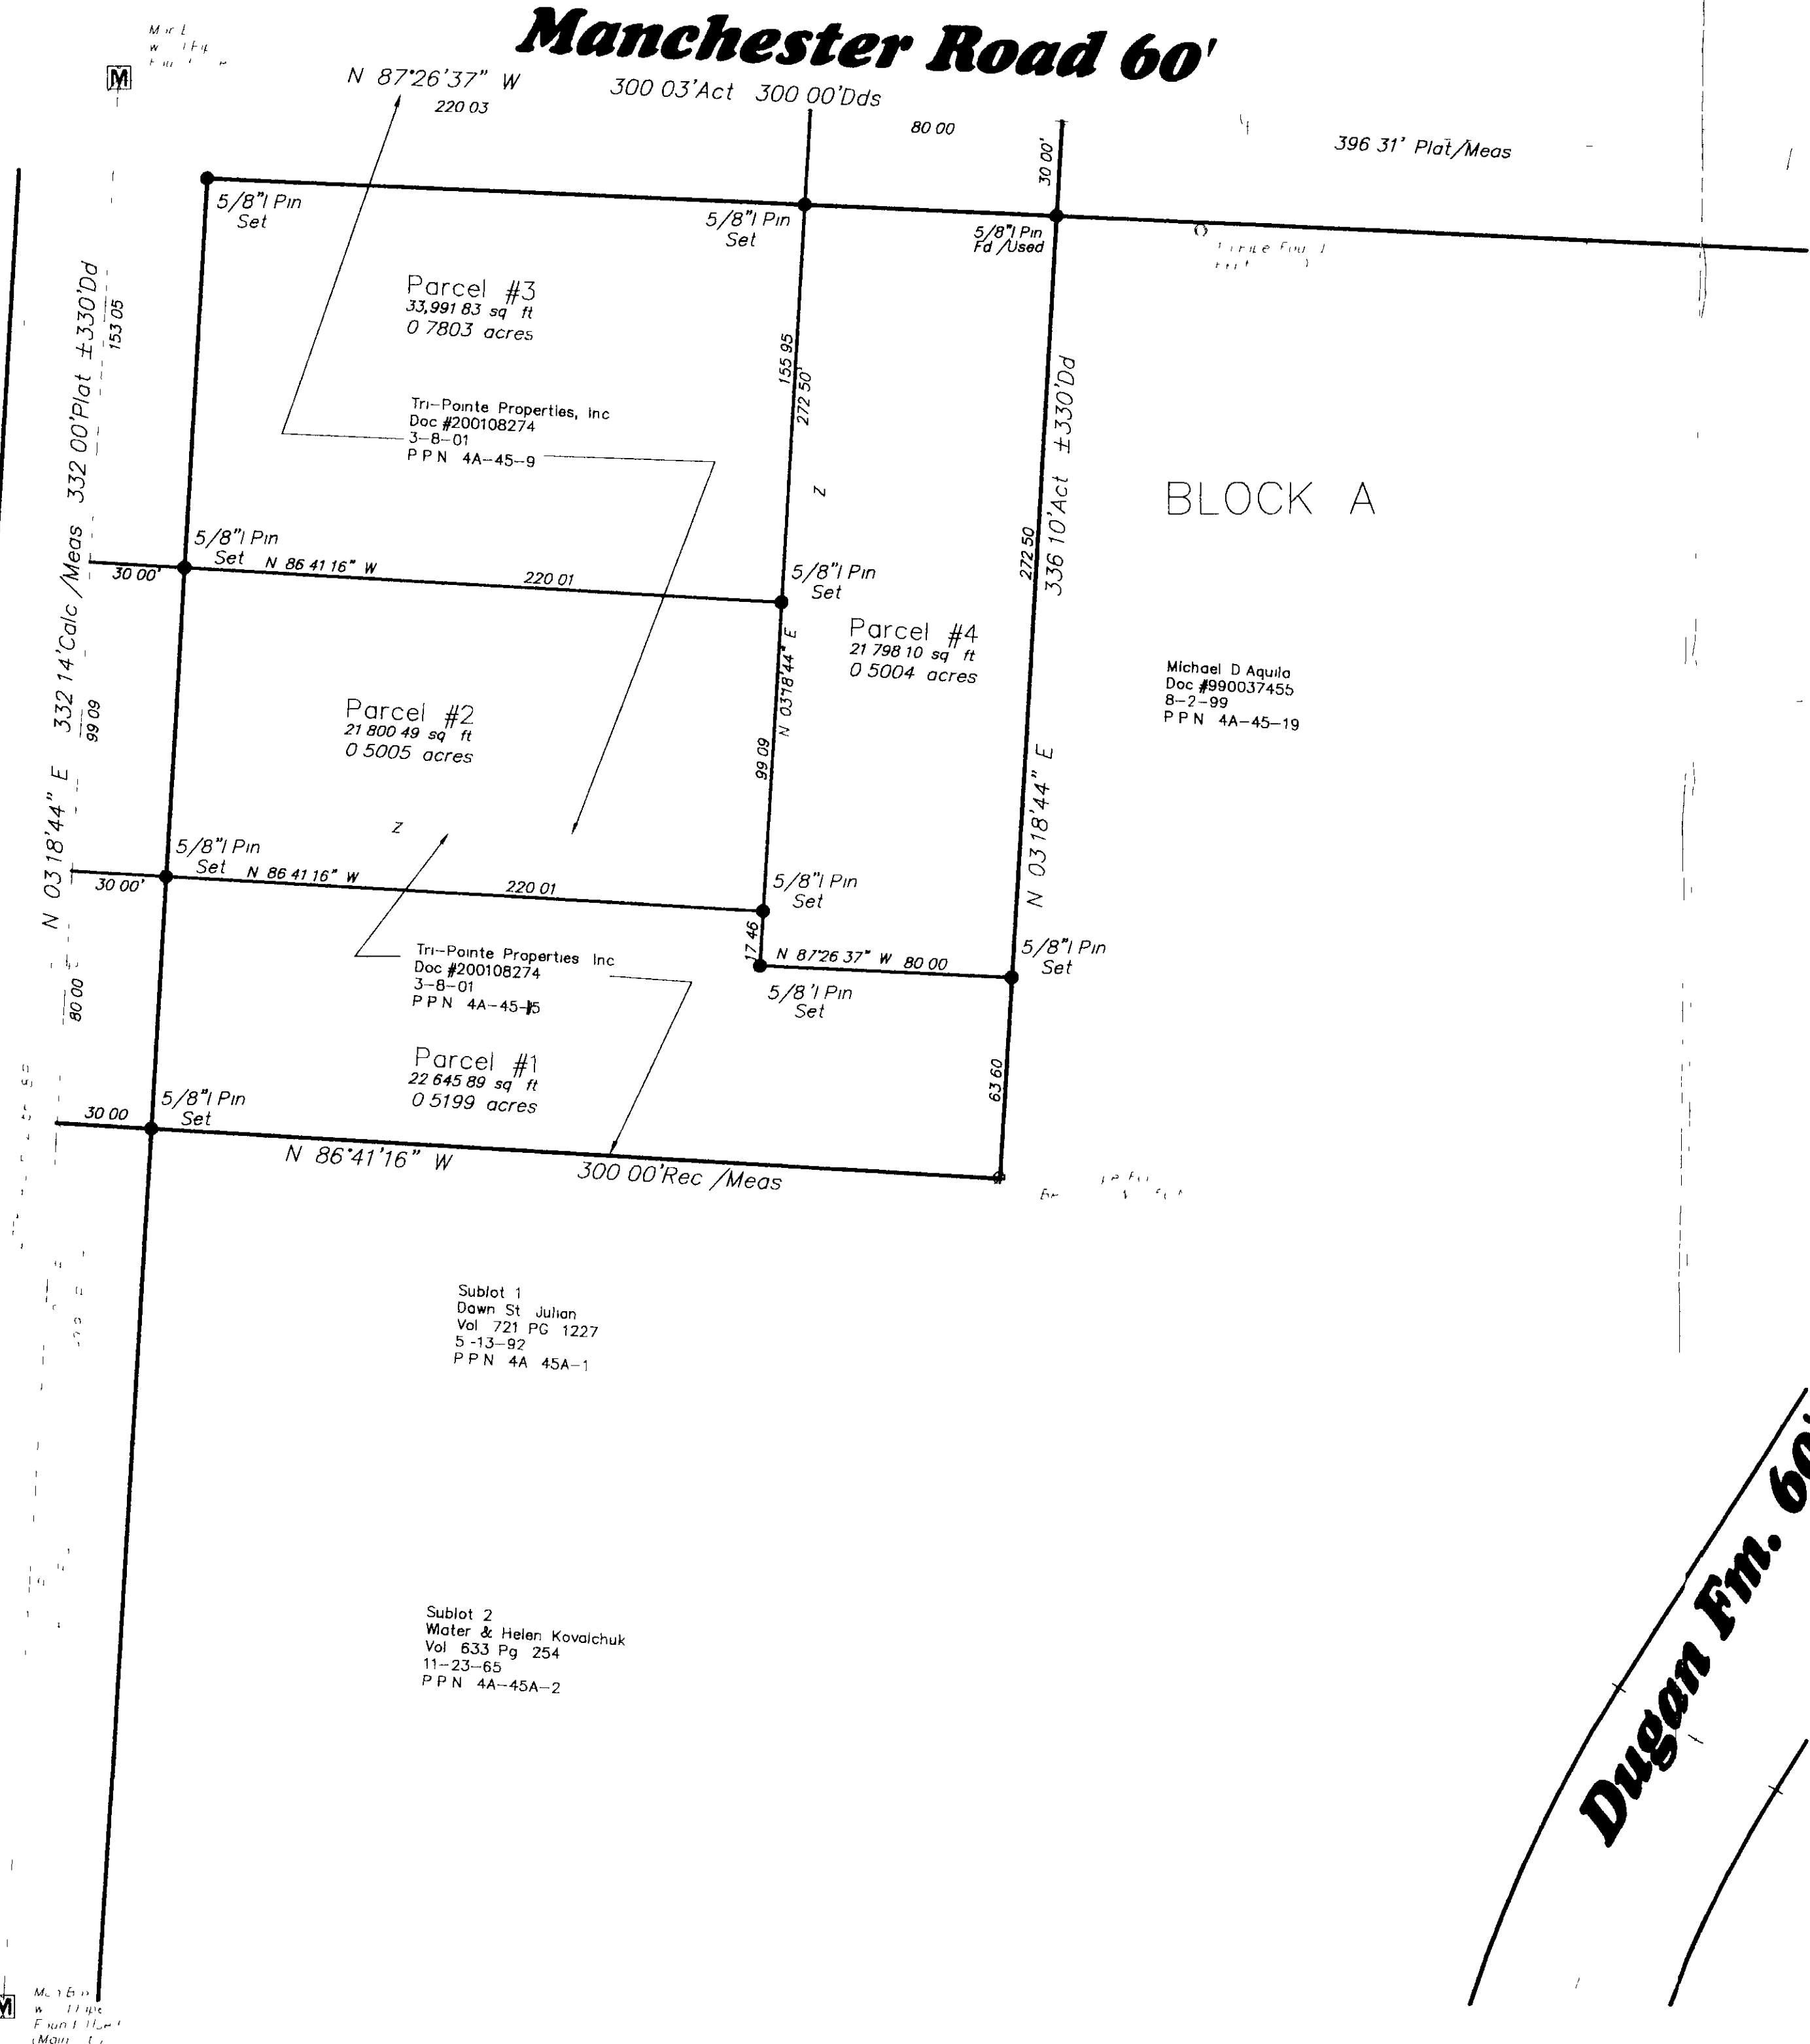 Manchester Road 60'
N 87°26'37" W
220 03
300 03'Act 300 00'Dds
80 00
30 00'
396 31' Plat/Meas
M
5/8"I Pin
Set
5/8"I Pin
Set
5/8"I Pin
Fd /Used
Parcel #3
33,991 83 sq ft
0 7803 acres
153 05
155 95
272 50'
Tri-Pointe Properties, Inc
Doc #200108274
3-8-01
P P N 4A-45-9
Z
BLOCK A
272 50
336 10'Act ±330'Dd
N 03 18'44" E 332 14'Calc /Meas 332 00'Plat ±330'Dd
5/8"I Pin
Set
30 00'
N 86 41 16" W
220 01
5/8"I Pin
Set
Parcel #4
21 798 10 sq ft
0 5004 acres
N 03°18'44" E
Michael D Aquila
Doc #990037455
8-2-99
P P N 4A-45-19
Parcel #2
21 800 49 sq ft
0 5005 acres
99 09
99 09
N 03 18'44" E
Z
5/8"I Pin
Set
30 00'
N 86 41 16" W
220 01
5/8"I Pin
Set
17 46
N 87°26 37" W 80 00
5/8"I Pin
Set
5/8'I Pin
Set
Tri-Pointe Properties Inc
Doc #200108274
3-8-01
P P N 4A-45-15
80 00
Parcel #1
22 645 89 sq ft
0 5199 acres
63 60
5/8"I Pin
Set
30 00
N 86°41'16" W
300 00'Rec /Meas
Sublot 1
Dawn St Julian
Vol 721 PG 1227
5-13-92
P P N 4A 45A-1
Sublot 2
Water & Helen Kovalchuk
Vol 633 Pg 254
11-23-65
P P N 4A-45A-2
Dugan Fm. 60'
M